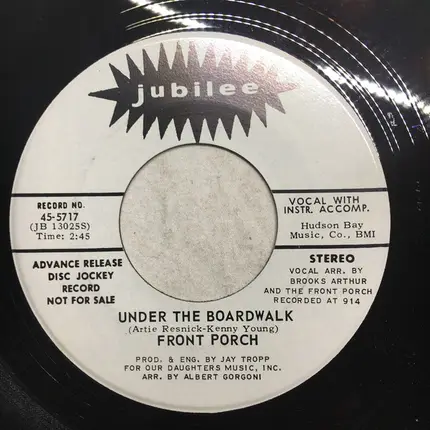 jubilee
RECORD NO.
45-5717
(JB 13025S)
Time: 2:45
VOCAL WITH
INSTR. ACCOMP.
Hudson Bay
Music, Co., BMI
ADVANCE RELEASE
DISC JOCKEY
RECORD
NOT FOR SALE
STEREO
VOCAL ARR. BY
BROOKS ARTHUR
AND THE FRONT PORCH
RECORDED AT 914
UNDER THE BOARDWALK
(Artie Resnick-Kenny Young)
FRONT PORCH
PROD. & ENG. BY JAY TROPP
FOR OUR DAUGHTERS MUSIC, INC.
ARR. BY ALBERT GORGONI